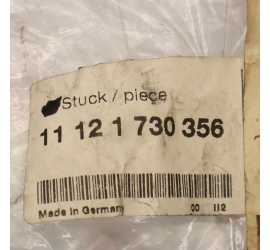 Stuck / piece
11 12 1 730 356
Made in Germany 00 112